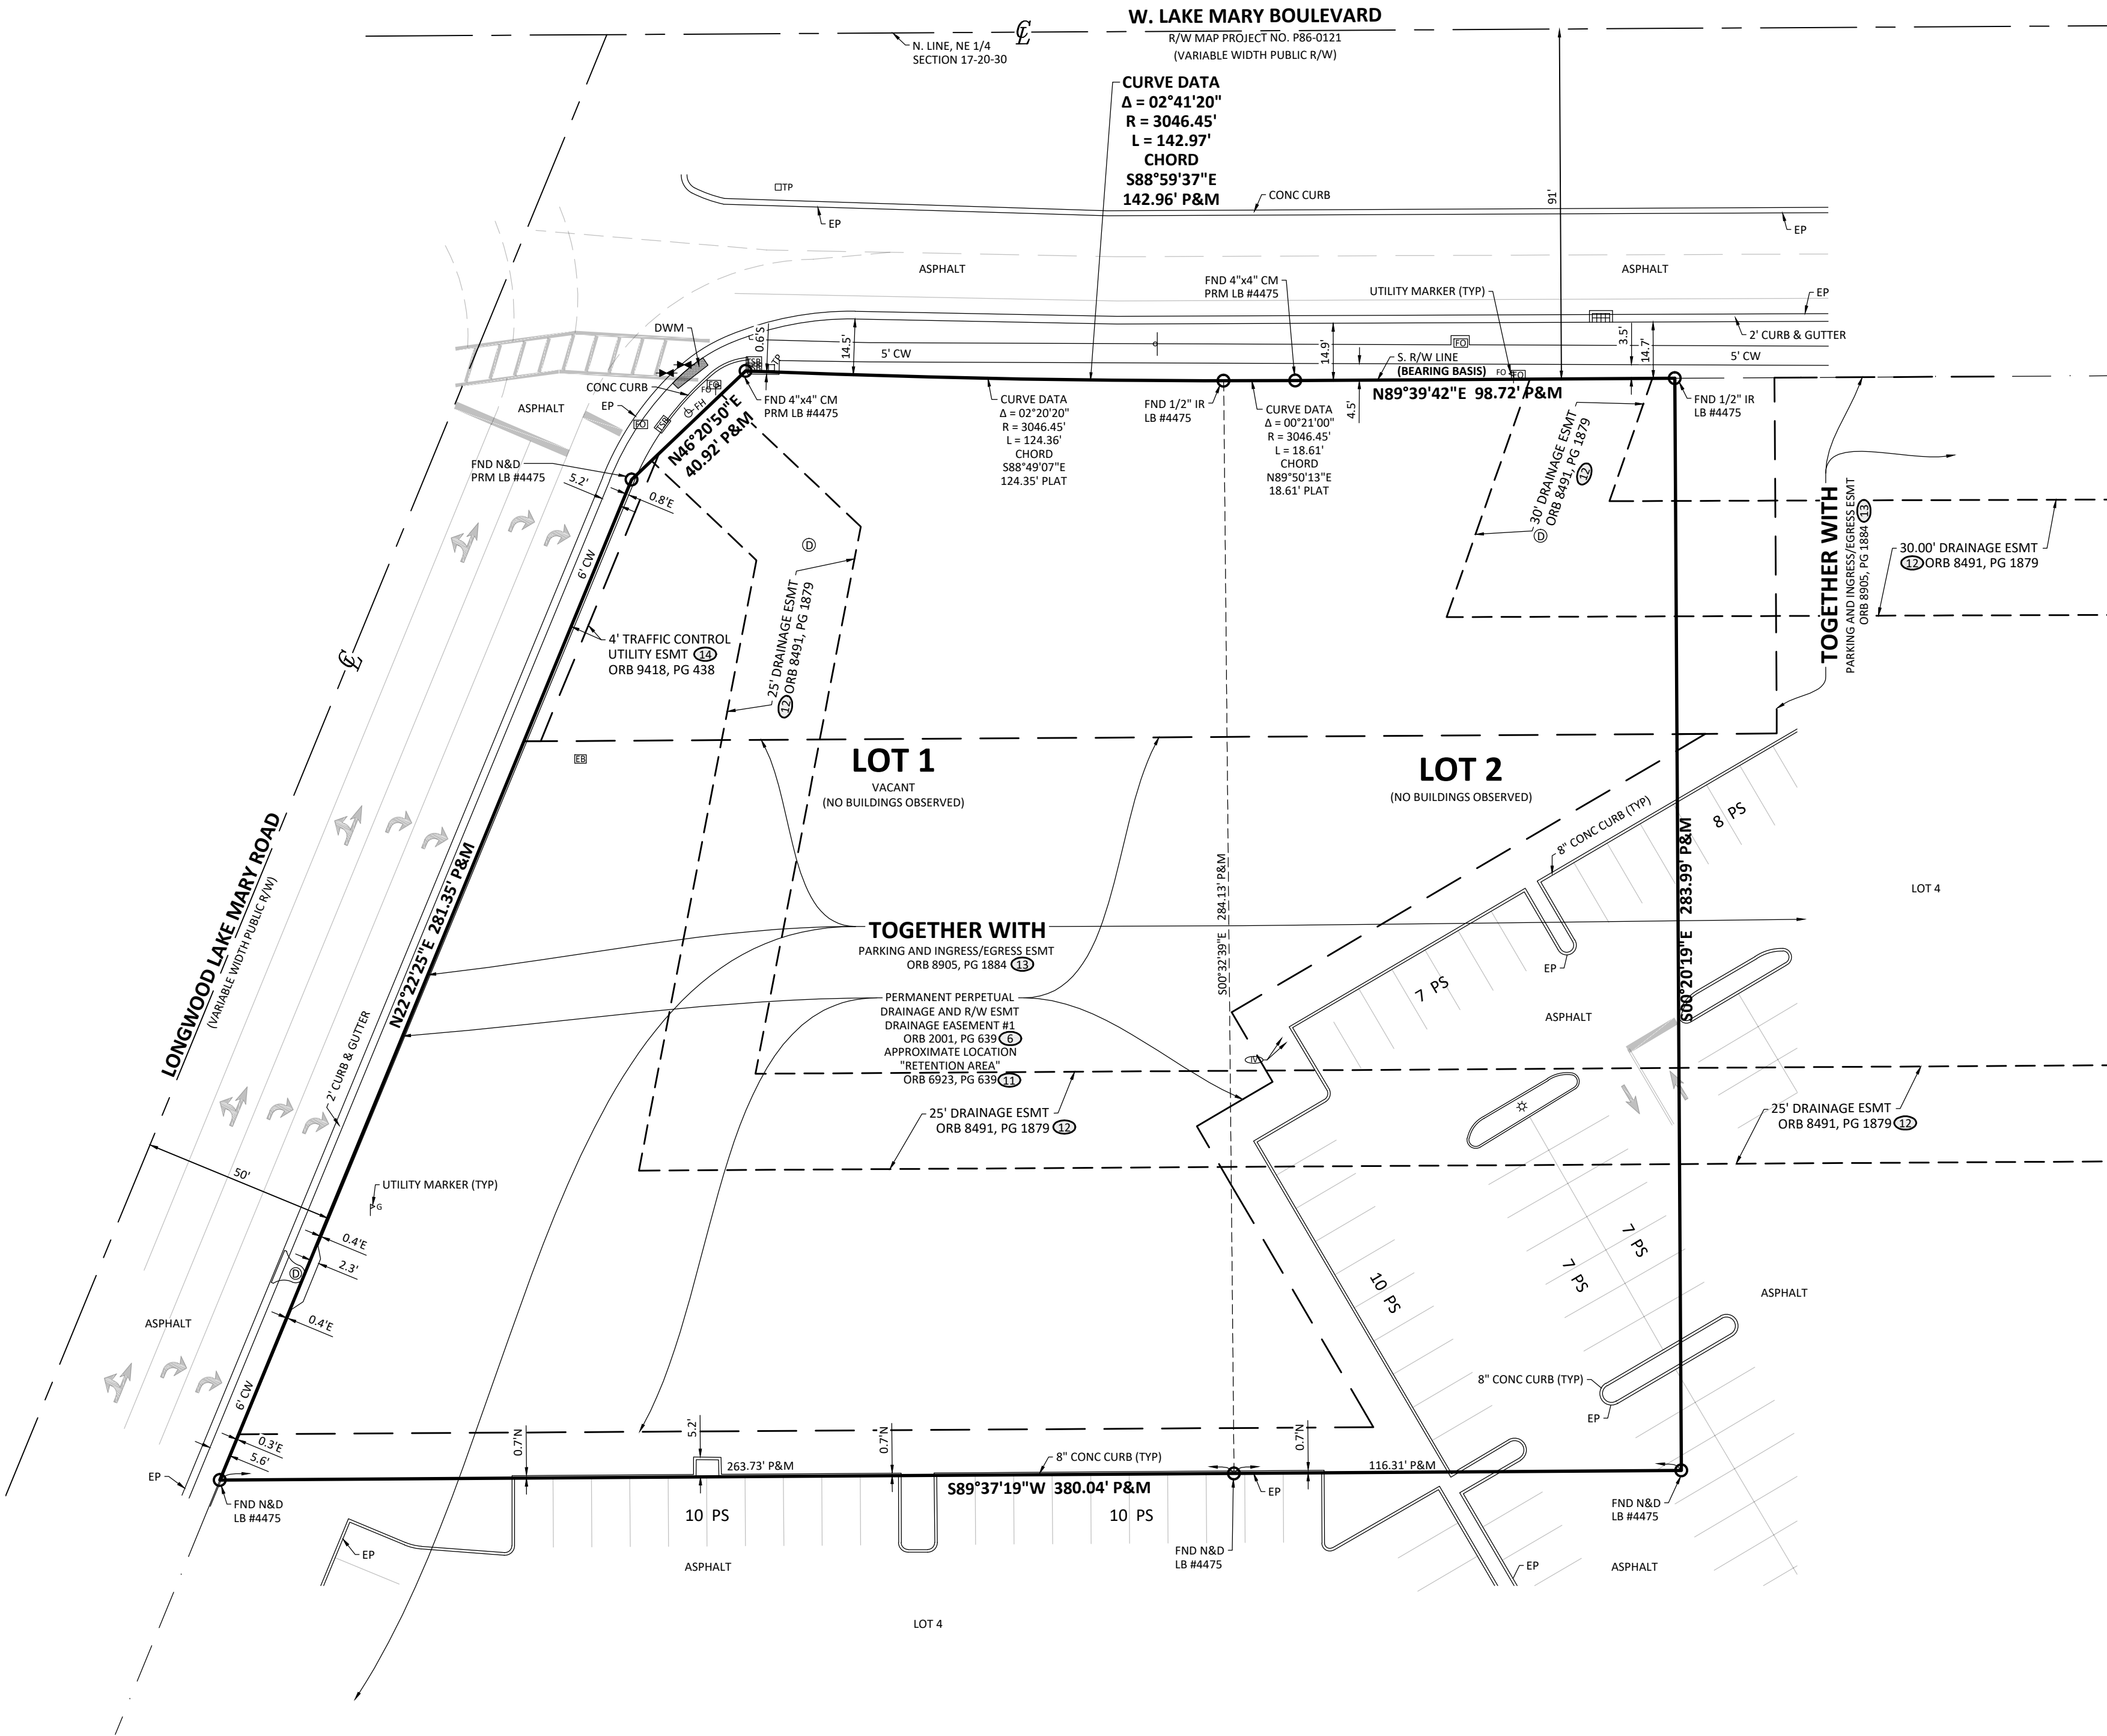 W. LAKE MARY BOULEVARD
R/W MAP PROJECT NO. P86-0121
(VARIABLE WIDTH PUBLIC R/W)
N. LINE, NE 1/4
SECTION 17-20-30
CURVE DATA
Δ = 02°41'20"
R = 3046.45'
L = 142.97'
CHORD
S88°59'37"E
142.96' P&M
□TP
EP
CONC CURB
91'
EP
ASPHALT
ASPHALT
FND 4"x4" CM
PRM LB #4475
UTILITY MARKER (TYP)
EP
2' CURB & GUTTER
DWM
0.6'S
14.5'
5' CW
14.9'
S. R/W LINE
(BEARING BASIS)
3.5'
14.7'
5' CW
FO
FO
FO
TSB
TP
CONC CURB
EP
ASPHALT
FO
FO
FH
FO
TSB
FND 4"x4" CM
PRM LB #4475
N46°20'50"E
40.92' P&M
CURVE DATA
Δ = 02°20'20"
R = 3046.45'
L = 124.36'
CHORD
S88°49'07"E
124.35' PLAT
FND 1/2" IR
LB #4475
CURVE DATA
Δ = 00°21'00"
R = 3046.45'
L = 18.61'
CHORD
N89°50'13"E
18.61' PLAT
4.5'
N89°39'42"E 98.72' P&M
FND 1/2" IR
LB #4475
FND N&D
PRM LB #4475
5.2'
0.8'E
6' CW
D
30' DRAINAGE ESMT
ORB 8491, PG 1879
12
D
TOGETHER WITH
PARKING AND INGRESS/EGRESS ESMT
ORB 8905, PG 1884 13
30.00' DRAINAGE ESMT
12 ORB 8491, PG 1879
4' TRAFFIC CONTROL
UTILITY ESMT 14
ORB 9418, PG 438
25' DRAINAGE ESMT
12 ORB 8491, PG 1879
EB
LOT 1
VACANT
(NO BUILDINGS OBSERVED)
LOT 2
(NO BUILDINGS OBSERVED)
8" CONC CURB (TYP)
8 PS
S00°20'19"E 283.99' P&M
LOT 4
LONGWOOD LAKE MARY ROAD
(VARIABLE WIDTH PUBLIC R/W)
N22°22'25"E 281.35' P&M
S00°32'39"E 284.13' P&M
TOGETHER WITH
PARKING AND INGRESS/EGRESS ESMT
ORB 8905, PG 1884 13
PERMANENT PERPETUAL
DRAINAGE AND R/W ESMT
DRAINAGE EASEMENT #1
ORB 2001, PG 639 6
APPROXIMATE LOCATION
"RETENTION AREA"
ORB 6923, PG 639 11
25' DRAINAGE ESMT
ORB 8491, PG 1879 12
EP
7 PS
ASPHALT
25' DRAINAGE ESMT
ORB 8491, PG 1879 12
2' CURB & GUTTER
50'
UTILITY MARKER (TYP)
G
0.4'E
2.3'
D
0.4'E
ASPHALT
7 PS
7 PS
10 PS
ASPHALT
8" CONC CURB (TYP)
EP
6' CW
0.3'E
5.6'
EP
FND N&D
LB #4475
0.7'N
5.2'
263.73' P&M
0.7'N
8" CONC CURB (TYP)
0.7'N
116.31' P&M
S89°37'19"W 380.04' P&M
EP
10 PS
10 PS
FND N&D
LB #4475
FND N&D
LB #4475
EP
ASPHALT
EP
ASPHALT
LOT 4